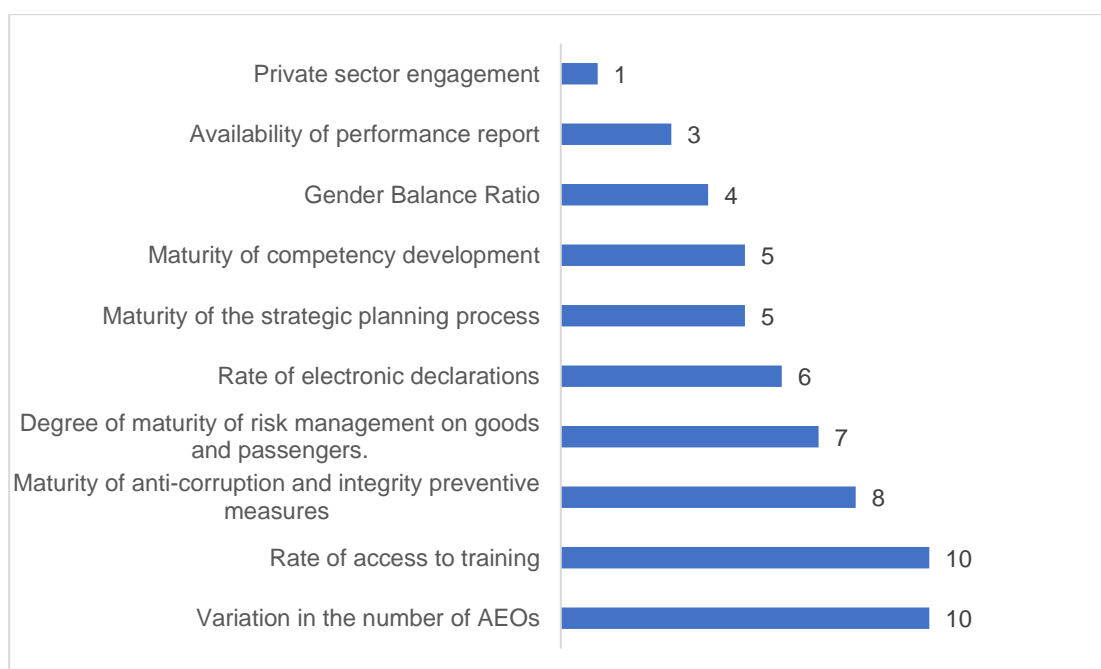 Private sector engagement 1
Availability of performance report 3
Gender Balance Ratio 4
Maturity of competency development 5
Maturity of the strategic planning process 5
Rate of electronic declarations 6
Degree of maturity of risk management on goods
and passengers. 7
Maturity of anti-corruption and integrity preventive
measures 8
Rate of access to training 10
Variation in the number of AEOs 10